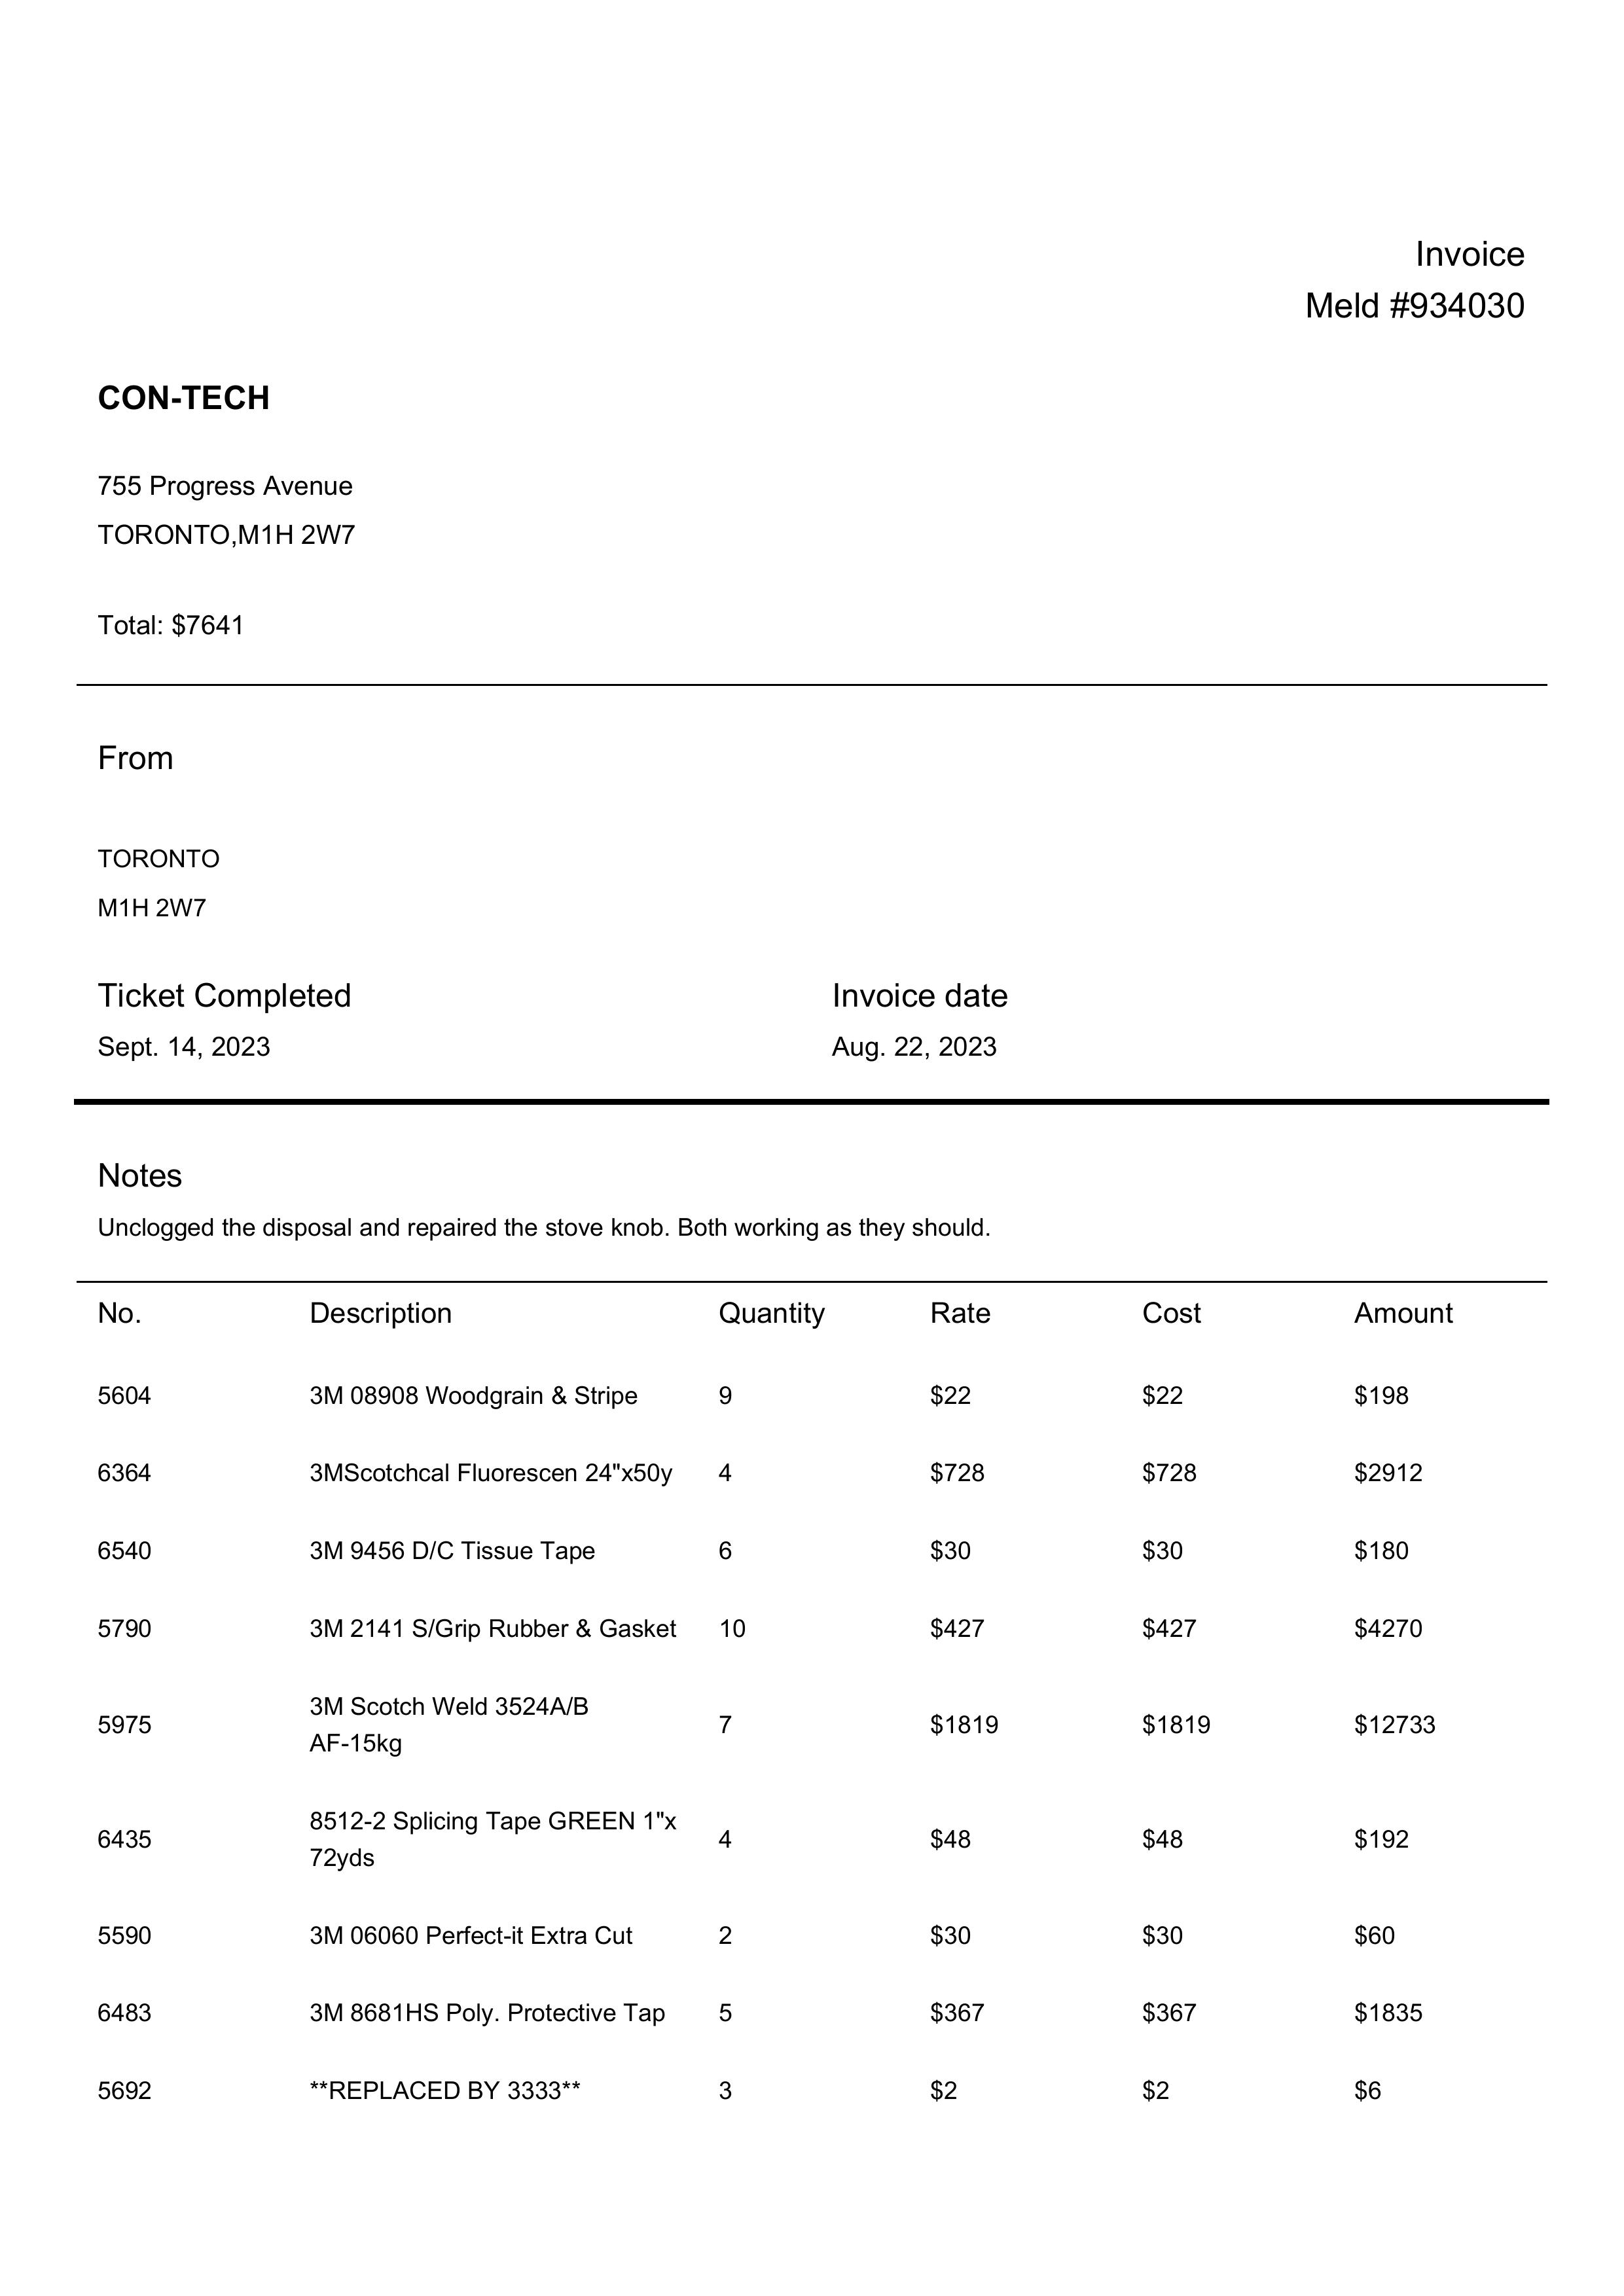 Invoice
Meld #934030
CON-TECH
755 Progress Avenue
TORONTO,M1H 2W7
Total: $7641
From
TORONTO
M1H 2W7
Ticket Completed Invoice date
Sept. 14, 2023 Aug. 22, 2023
Notes
Unclogged the disposal and repaired the stove knob. Both working as they should.
No. Description Quantity Rate Cost Amount
5604 3M 08908 Woodgrain & Stripe 9 $22 $22 $198
6364 3MScotchcal Fluorescen 24"x50y 4 $728 $728 $2912
6540 3M 9456 D/C Tissue Tape 6 $30 $30 $180
5790 3M 2141 S/Grip Rubber & Gasket 10 $427 $427 $4270
3M Scotch Weld 3524A/B
5975 7 $1819 $1819 $12733
AF-15kg
8512-2 Splicing Tape GREEN 1"x
6435 4 $48 $48 $192
72yds
5590 3M 06060 Perfect-it Extra Cut 2 $30 $30 $60
6483 3M 8681HS Poly. Protective Tap 5 $367 $367 $1835
5692 **REPLACED BY 3333** 3 $2 $2 $6